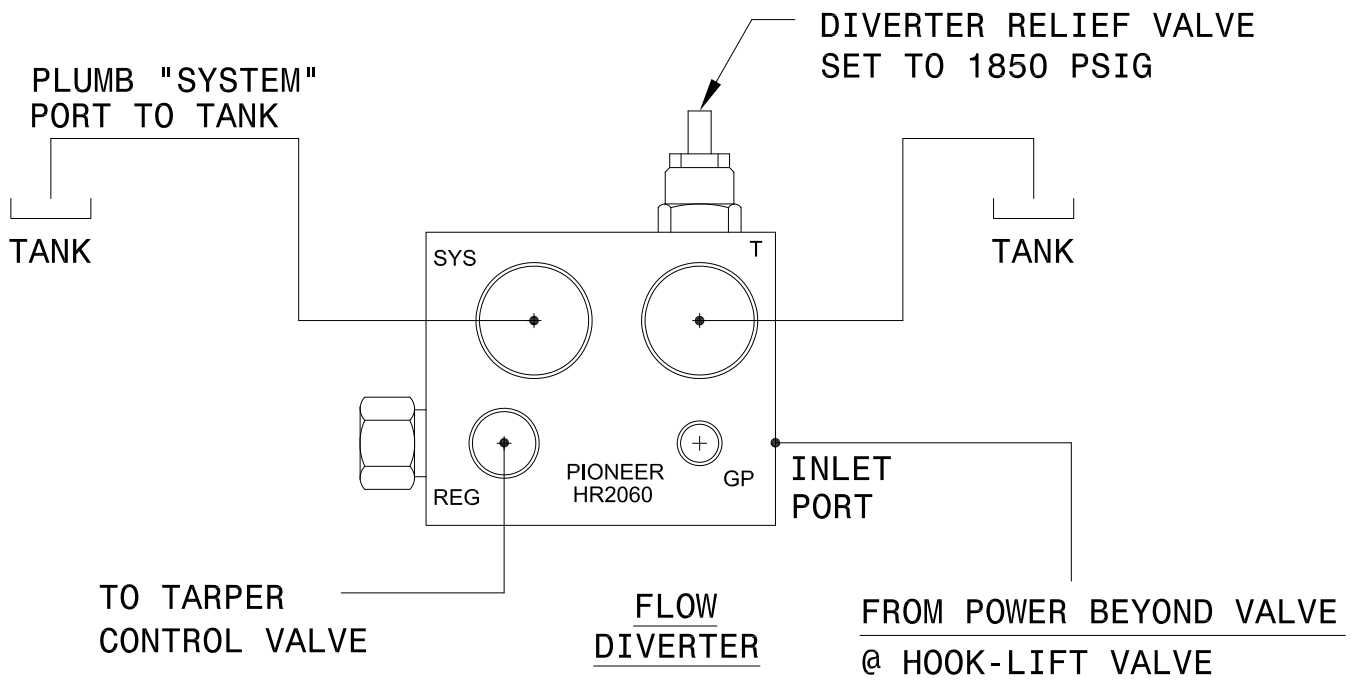 DIVERTER RELIEF VALVE
SET TO 1850 PSIG
PLUMB "SYSTEM"
PORT TO TANK
TANK
TANK
SYS
T
REG
PIONEER
HR2060
GP
INLET
PORT
TO TARPER
CONTROL VALVE
FLOW
DIVERTER
FROM POWER BEYOND VALVE
@ HOOK-LIFT VALVE